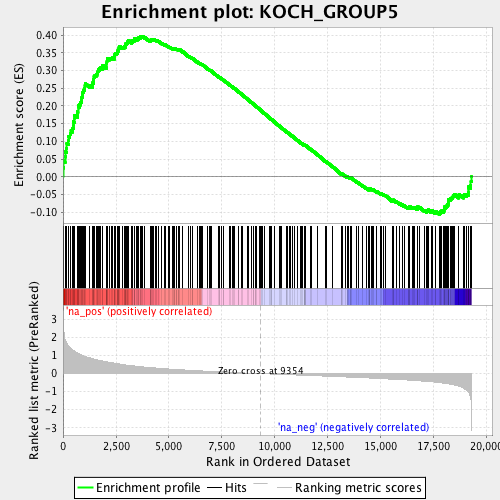 Enrichment plot: KOCH_GROUP5
Enrichment score (ES)
0.40
0.35
0.30
0.25
0.20
0.15
0.10
0.05
0.00
-0.05
-0.10
'na_pos' (positively correlated)
Ranked list metric (PreRanked)
3
2
1
0
-1
-2
-3
Zero cross at 9354
'na_neg' (negatively correlated)
0
2,500
5,000
7,500
10,000
12,500
15,000
17,500
20,000
Rank in Ordered Dataset
Enrichment profile
Hits
Ranking metric scores